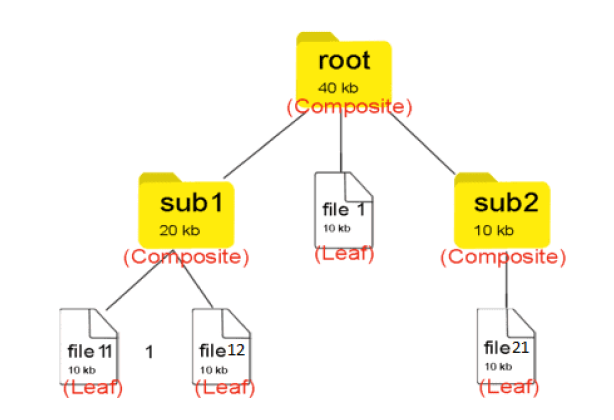 root
40 kb
(Composite)
sub1
20 kb
(Composite)
file 1
10 kb
(Leaf)
sub2
10 kb
(Composite)
file 11
10 kb
(Leaf)
1
file12
10 kb
(Leaf)
file21
10 kb
(Leaf)